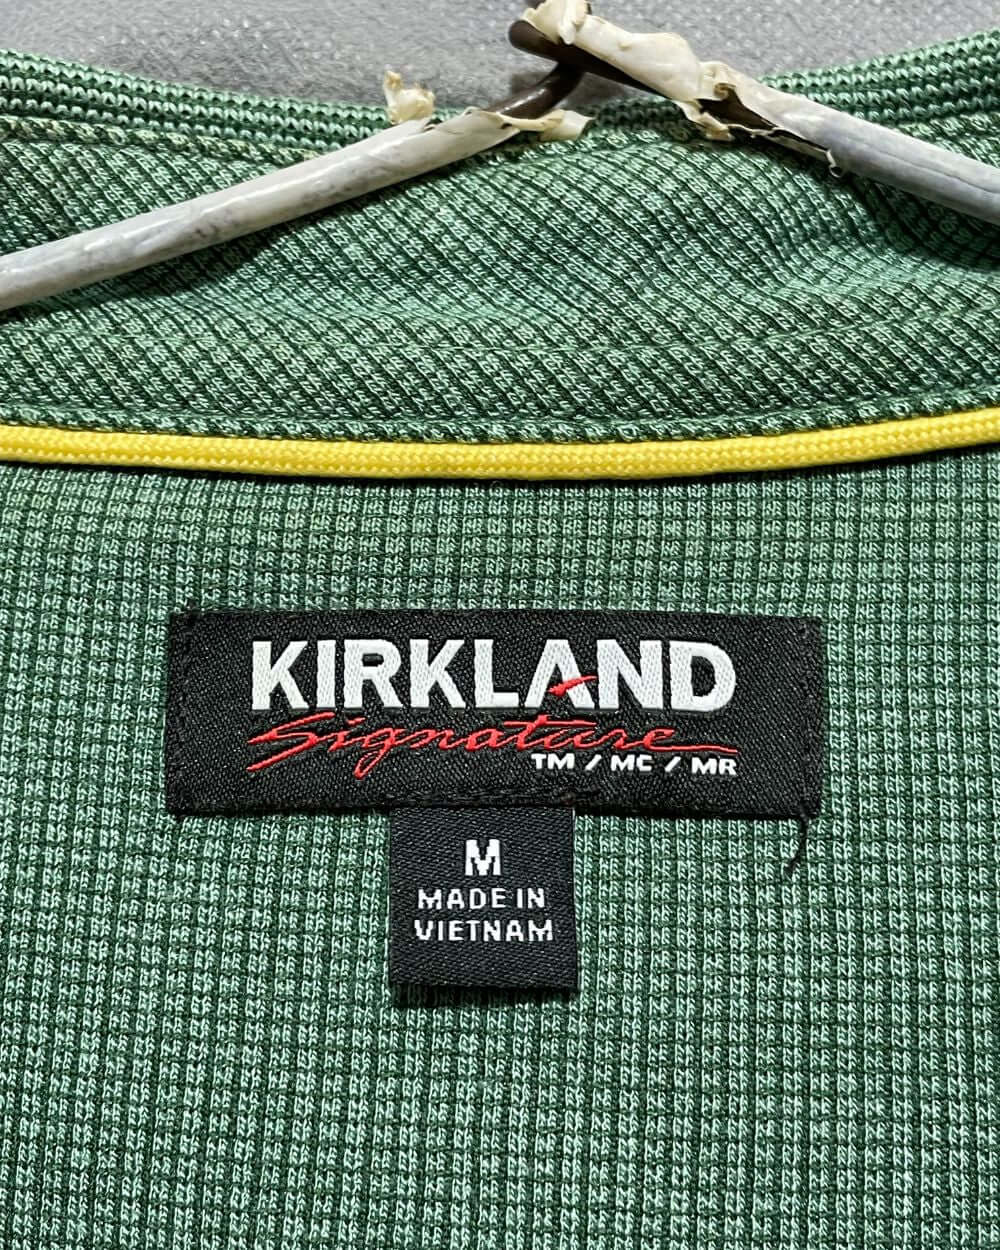 KIRKLAND
Signature
TM / MC / MR
M
MADE IN
VIETNAM